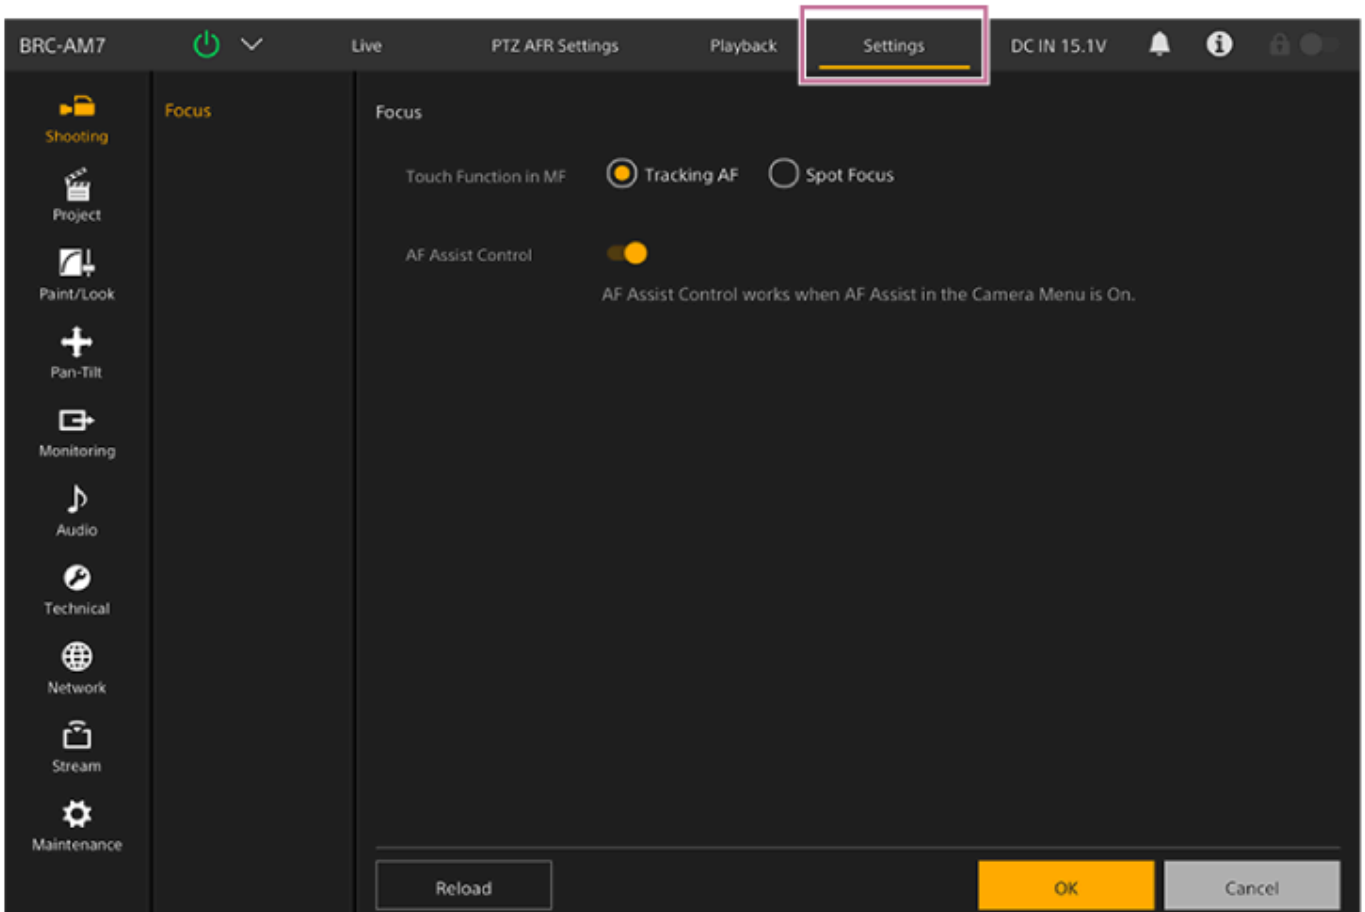 BRC-AM7 Live PTZ AFR Settings Playback Settings DC IN 15.1V
Shooting
Project
Paint/Look
Pan-Tilt
Monitoring
Audio
Technical
Network
Stream
Maintenance
Focus
Focus
Touch Function in MF Tracking AF Spot Focus
AF Assist Control
AF Assist Control works when AF Assist in the Camera Menu is On.
Reload OK Cancel